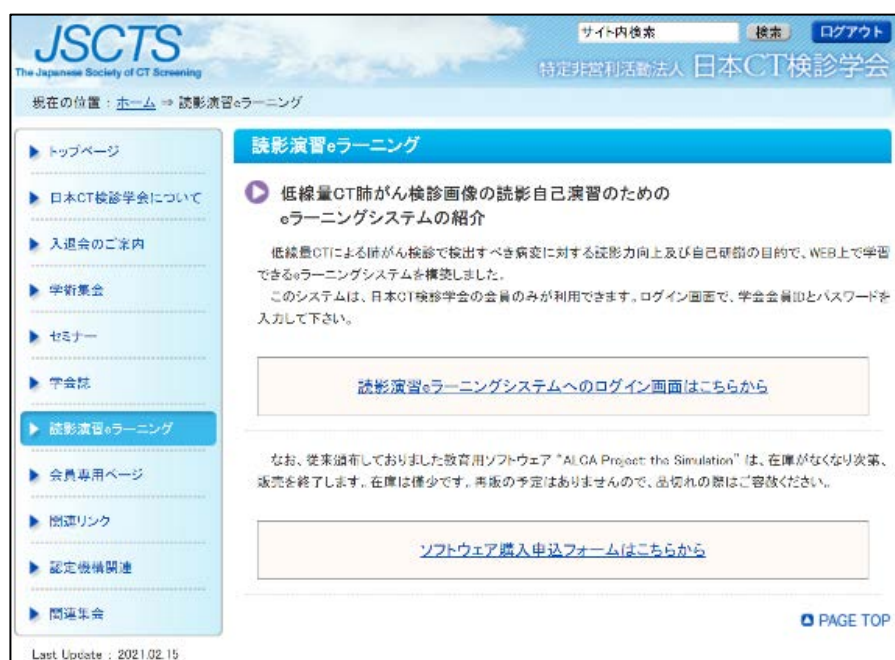 JSCTS
The Japanese Society of CT Screening
サイト内検索
検索
ログアウト
特定非営利活動法人 日本CT検診学会
現在の位置 : ホーム ⇒ 読影演習eラーニング
トップページ
日本CT検診学会について
入退会のご案内
学術集会
セミナー
学会誌
読影演習eラーニング
会員専用ページ
関連リンク
認定機構関連
関連集会
Last Update : 2021.02.15
読影演習eラーニング
低線量CT肺がん検診画像の読影自己演習のための
eラーニングシステムの紹介
低線量CTによる肺がん検診で検出すべき病変に対する読影力向上及び自己研鑽の目的で、WEB上で学習
できるeラーニングシステムを構築しました。
このシステムは、日本CT検診学会の会員のみが利用できます。ログイン画面で、学会会員IDとパスワードを
入力して下さい。
読影演習eラーニングシステムへのログイン画面はこちらから
なお、従来頒布しておりました教育用ソフトウェア "ALCA Project: the Simulation" は、在庫がなくなり次第、
販売を終了します。在庫は僅少です。再販の予定はありませんので、品切れの際はご容赦ください。
ソフトウェア購入申込フォームはこちらから
PAGE TOP